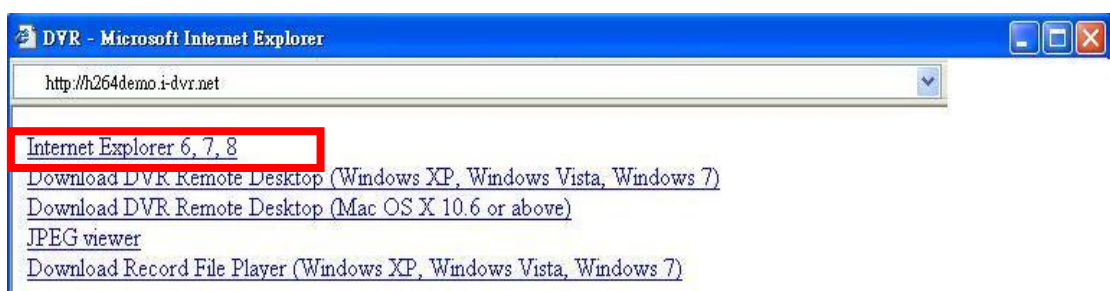 DVR - Microsoft Internet Explorer
http://h264demo.i-dvr.net
Internet Explorer 6, 7, 8
Download DVR Remote Desktop (Windows XP, Windows Vista, Windows 7)
Download DVR Remote Desktop (Mac OS X 10.6 or above)
JPEG viewer
Download Record File Player (Windows XP, Windows Vista, Windows 7)